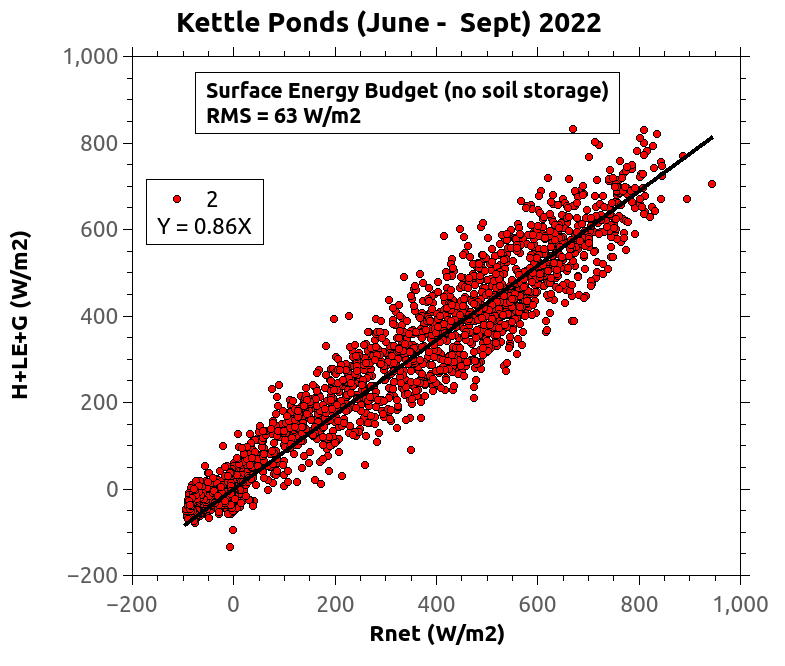 Kettle Ponds (June -  Sept) 2022
Surface Energy Budget (no soil storage)
RMS = 63 W/m2
2
Y = 0.86X
H+LE+G (W/m2)
1,000
800
600
400
200
0
−200
−200 0 200 400 600 800 1,000
Rnet (W/m2)